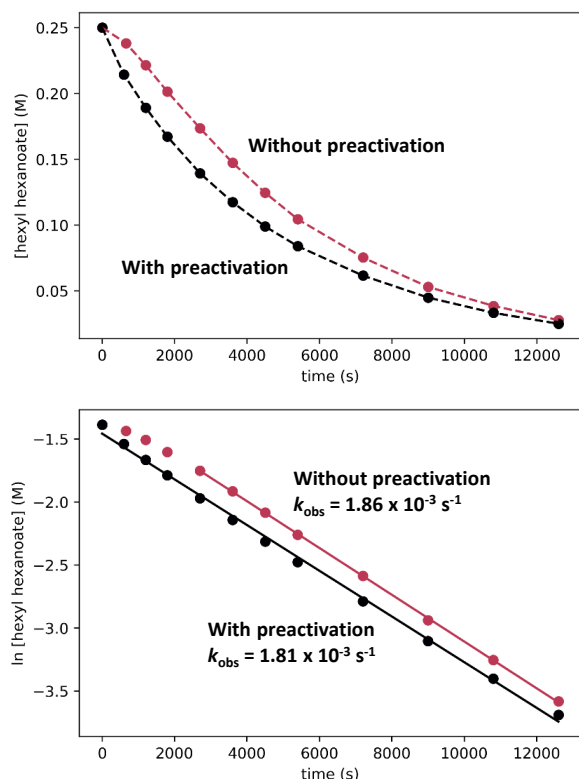 0.25
0.20
0.15
0.10
0.05
[hexyl hexanoate] (M)
Without preactivation
With preactivation
0 2000 4000 6000 8000 10000 12000
time (s)
−1.5
−2.0
−2.5
−3.0
−3.5
ln [hexyl hexanoate] (M)
Without preactivation
kobs = 1.86 x 10⁻³ s⁻¹
With preactivation
kobs = 1.81 x 10⁻³ s⁻¹
0 2000 4000 6000 8000 10000 12000
time (s)